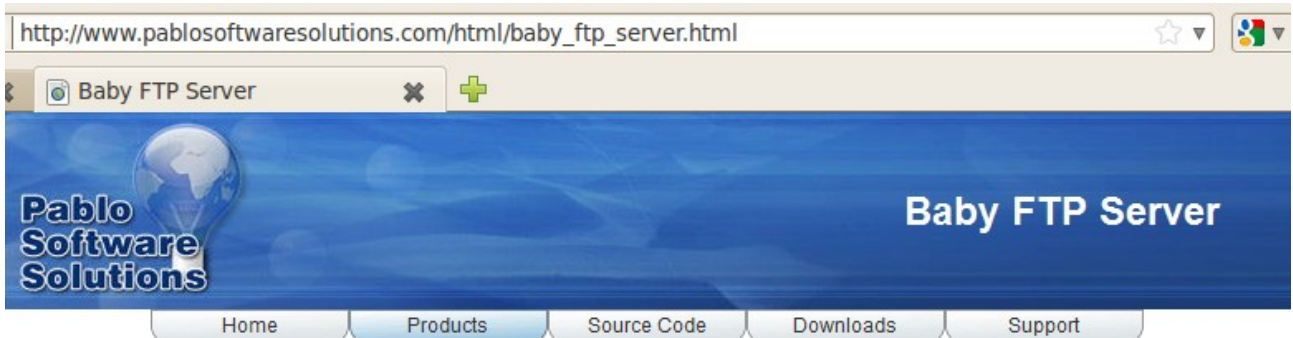 http://www.pablosoftwaresolutions.com/html/baby_ftp_server.html
Baby FTP Server
Pablo
Software
Solutions
Baby FTP Server
Home Products Source Code Downloads Support